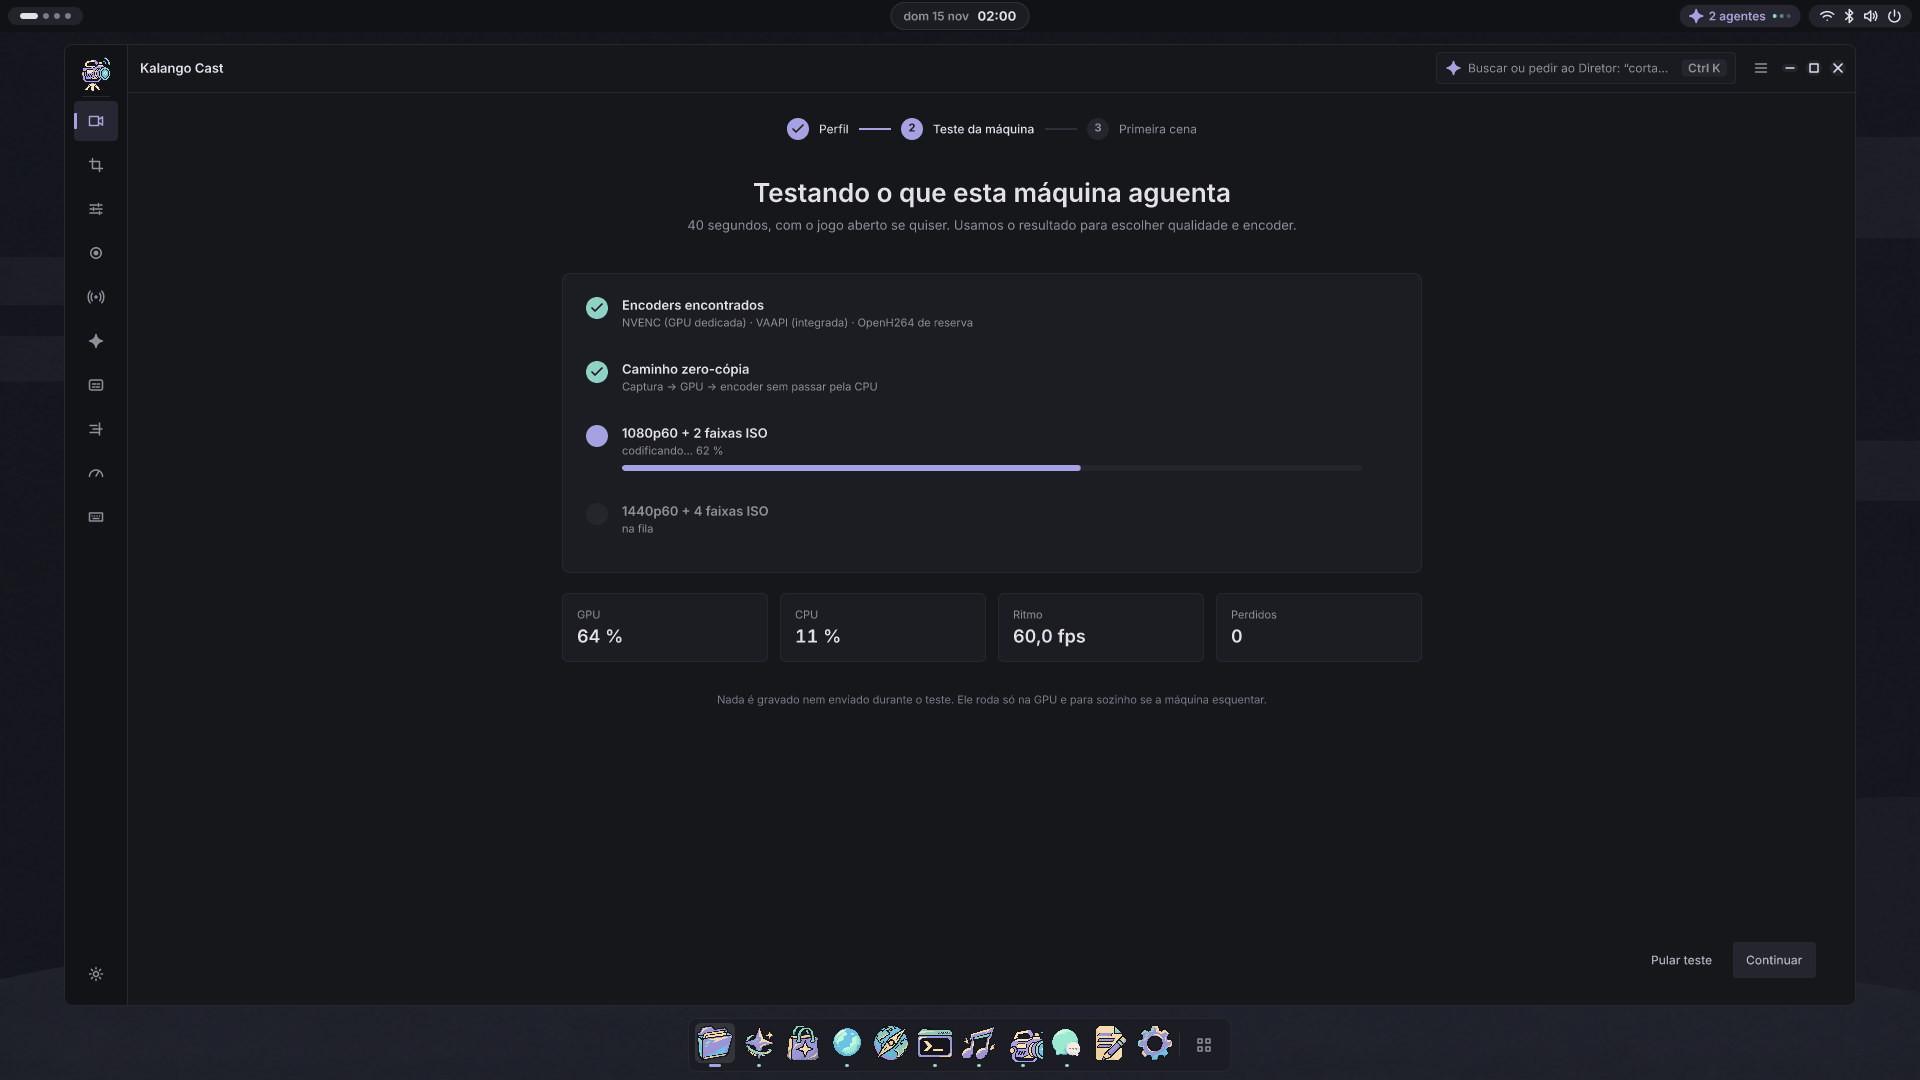 dom 15 nov 02:00
2 agentes
Kalango Cast
Buscar ou pedir ao Diretor: “corta...
Ctrl K
Perfil
2
Teste da máquina
3
Primeira cena
Testando o que esta máquina aguenta
40 segundos, com o jogo aberto se quiser. Usamos o resultado para escolher qualidade e encoder.
Encoders encontrados
NVENC (GPU dedicada) · VAAPI (integrada) · OpenH264 de reserva
Caminho zero-cópia
Captura → GPU → encoder sem passar pela CPU
1080p60 + 2 faixas ISO
codificando... 62 %
1440p60 + 4 faixas ISO
na fila
GPU
64 %
CPU
11 %
Ritmo
60,0 fps
Perdidos
0
Nada é gravado nem enviado durante o teste. Ele roda só na GPU e para sozinho se a máquina esquentar.
Pular teste
Continuar